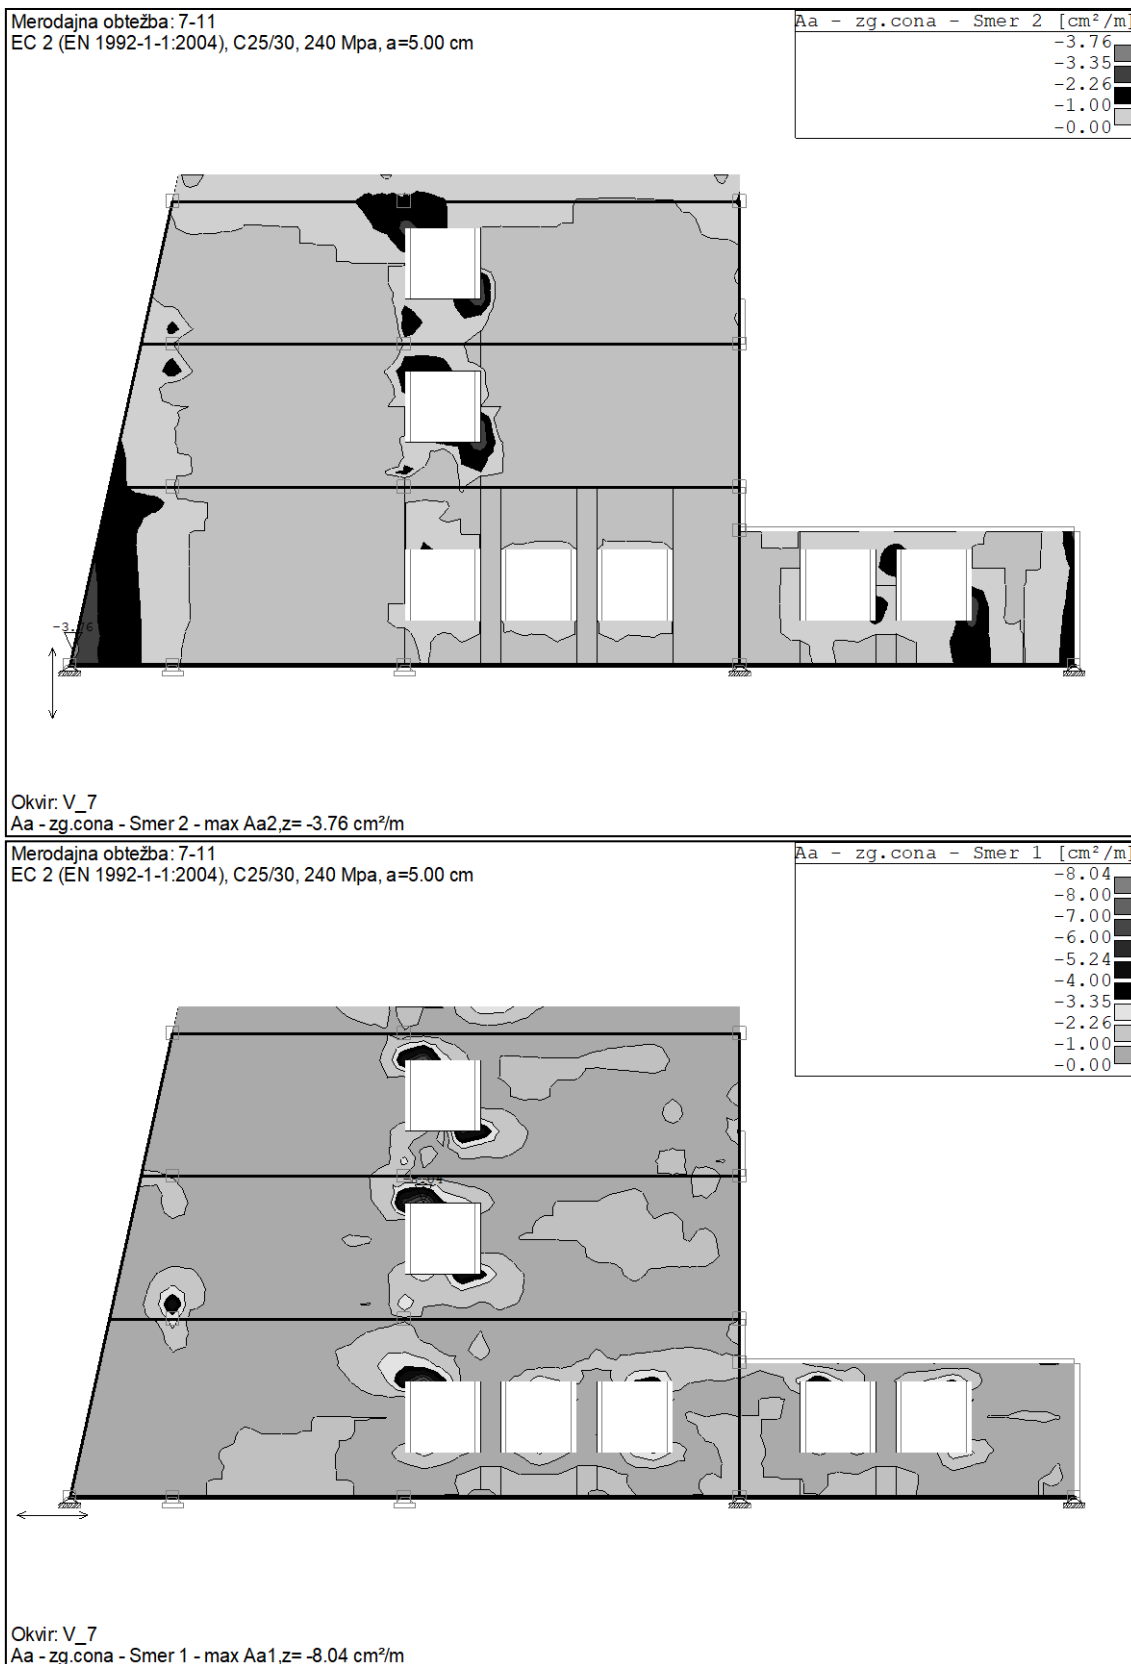 Merodajna obtežba: 7-11
EC 2 (EN 1992-1-1:2004), C25/30, 240 Mpa, a=5.00 cm
Aa - zg.cona - Smer 2 [cm²/m]
-3.76
-3.35
-2.26
-1.00
-0.00
-3.76
Okvir: V_7
Aa - zg.cona - Smer 2 - max Aa2,z= -3.76 cm²/m
Merodajna obtežba: 7-11
EC 2 (EN 1992-1-1:2004), C25/30, 240 Mpa, a=5.00 cm
Aa - zg.cona - Smer 1 [cm²/m]
-8.04
-8.00
-7.00
-6.00
-5.24
-4.00
-3.35
-2.26
-1.00
-0.00
Okvir: V_7
Aa - zg.cona - Smer 1 - max Aa1,z= -8.04 cm²/m